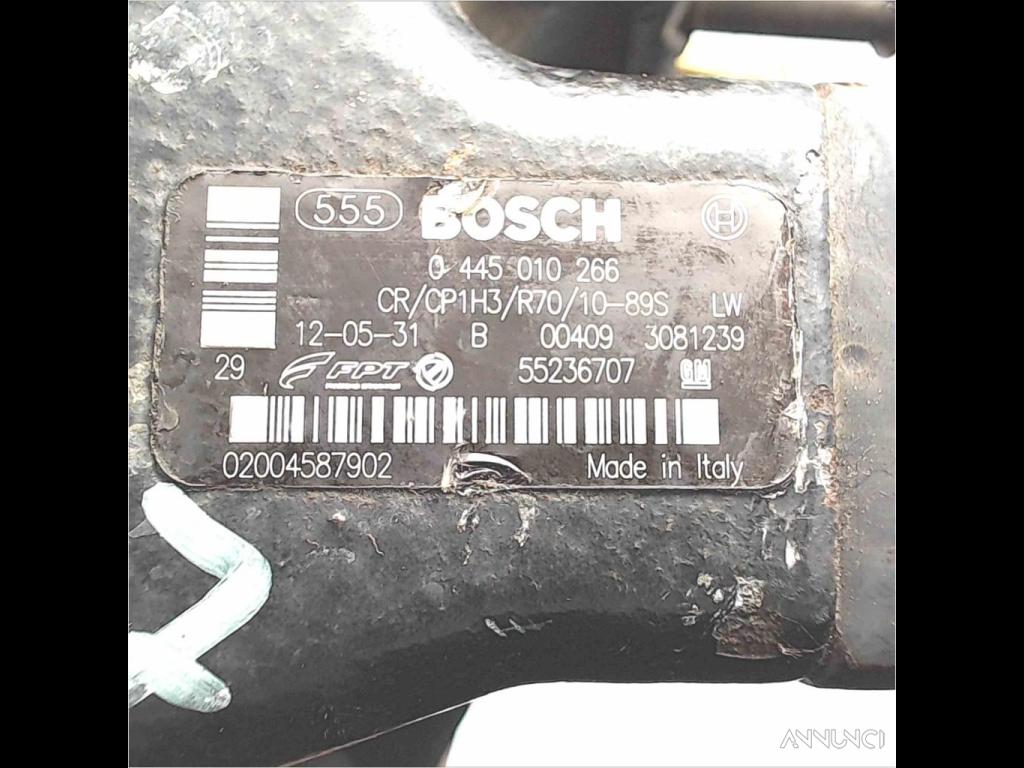 555 BOSCH
0 445 010 266
CR/CP1H3/R70/10-89S LW
12-05-31 B 00409 3081239
29 FPT 55236707 GM
02004587902 Made in Italy
ANNUNCI